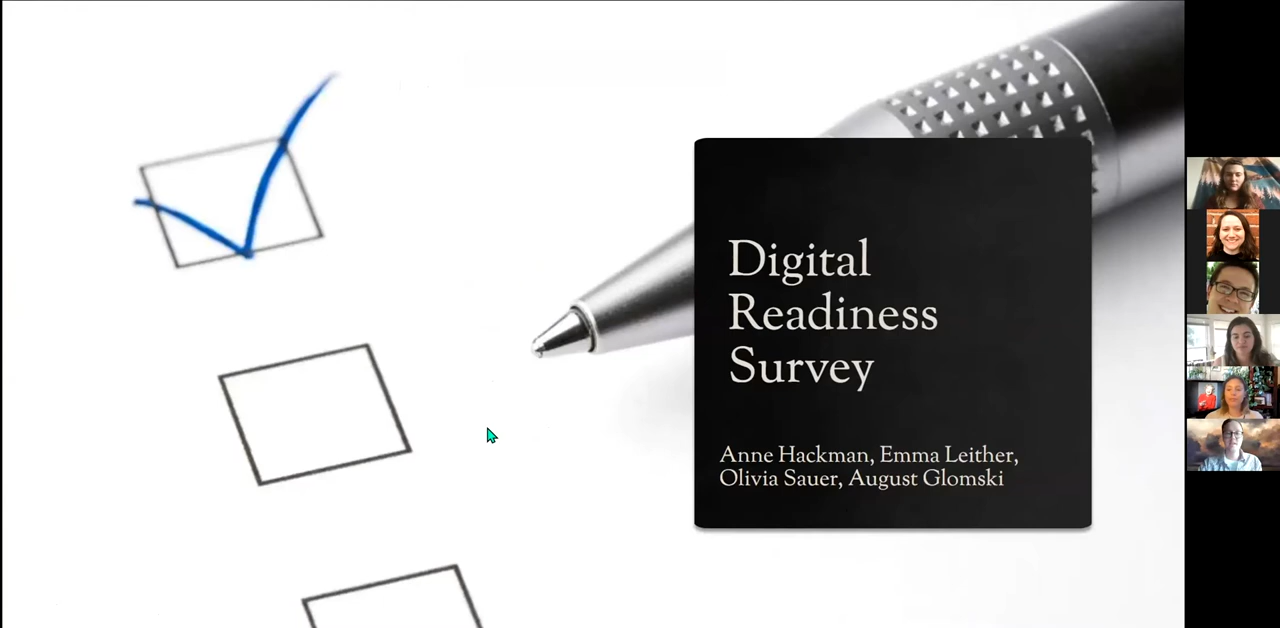 Digital
Readiness
Survey
Anne Hackman, Emma Leither,
Olivia Sauer, August Glomski